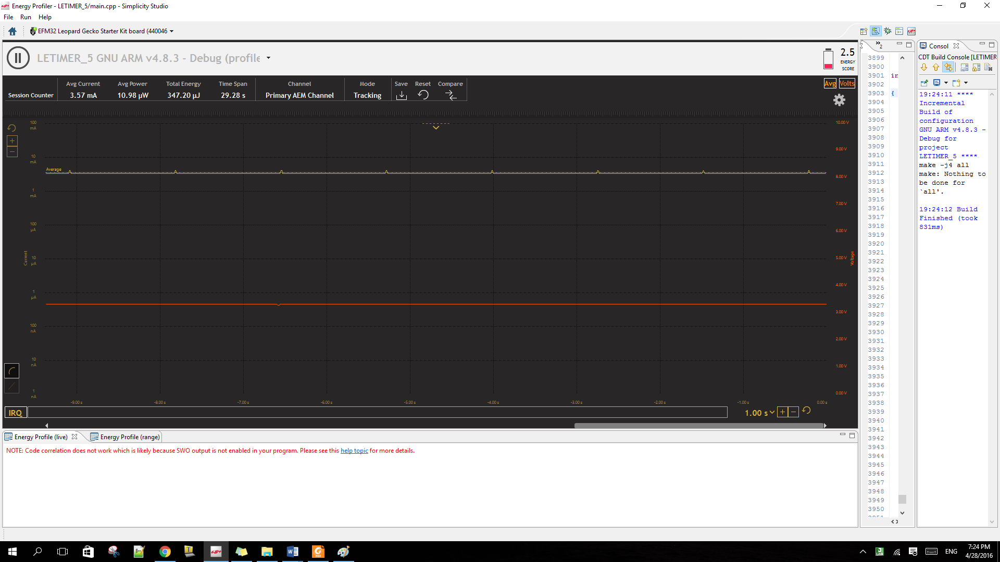 Energy Profiler - LETIMER_5/main.cpp - Simplicity Studio
File Run Help
EFM32 Leopard Gecko Starter Kit board (440046
LETIMER_5 GNU ARM v4.8.3 - Debug (profile
2.5
ENERGY
SCORE
Session Counter
Avg Current
3.57 mA
Avg Power
10.98 µW
Total Energy
347.20 µJ
Time Span
29.28 s
Channel
Primary AEM Channel
Mode
Tracking
Save
Reset
Compare
Avg
Volts
100
mA
10
mA
1
mA
100
µA
10
µA
1
µA
100
nA
10
nA
1
nA
Current
Average
10.00 V
9.00 V
8.00 V
7.00 V
6.00 V
5.00 V
4.00 V
3.00 V
2.00 V
1.00 V
0.00 V
Voltage
-9.00 s
-8.00 s
-7.00 s
-6.00 s
-5.00 s
-4.00 s
-3.00 s
-2.00 s
-1.00 s
0.00 s
IRQ
1.00 s
Energy Profile (live)
Energy Profile (range)
NOTE: Code correlation does not work which is likely because SWO output is not enabled in your program. Please see this help topic for more details.
2
3899
3900
3901 in
3902
3903 {
3904
3905
3906
3907
3908
3909
3910
3911
3912
3913
3914
3915
3916
3917
3918
3919
3920
3921
3922
3923
3924
3925
3926
3927
3928
3929
3930
3931
3932
3933
3934
3935
3936
3937
3938
3939
3940
3941
3942
3943
3944
3945
3946
3947
3948
3949
3950
Consol
CDT Build Console [LETIMER
19:24:11 ****
Incremental
Build of
configuration
GNU ARM v4.8.3 -
Debug for
project
LETIMER_5 ****
make -j4 all
make: Nothing to
be done for
`all'.
19:24:12 Build
Finished (took
831ms)
ENG
7:24 PM
4/28/2016